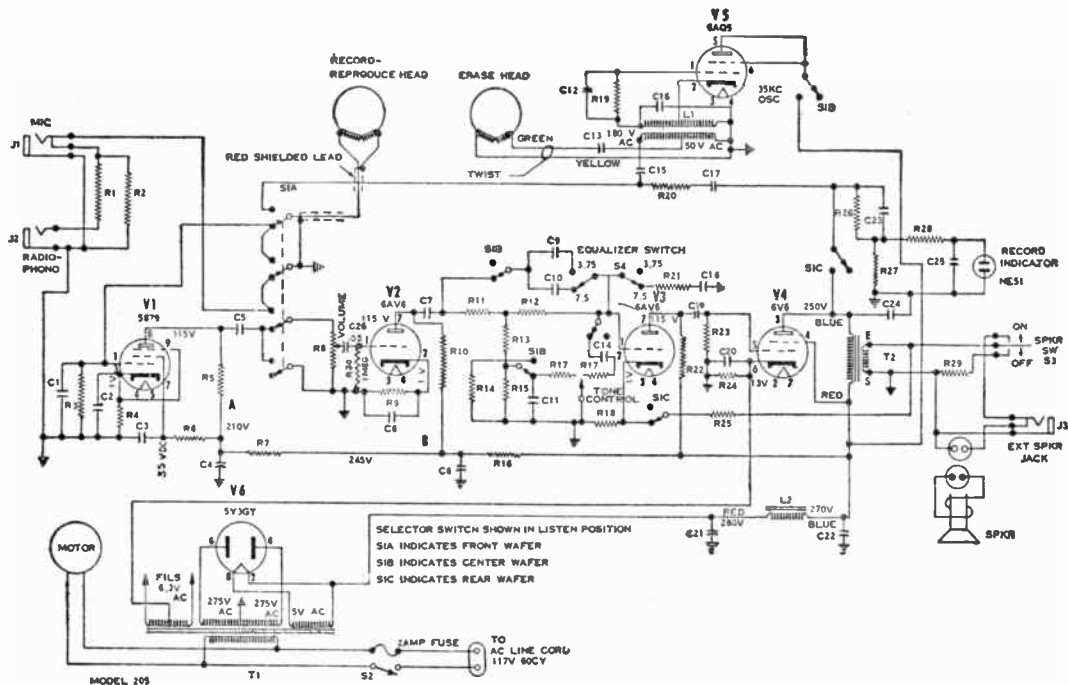 V5
6AQ5
35KC
OSC
C12
R19
C16
L1
180 V
AC
50V AC
S1B
RECORD-
REPRODUCE HEAD
ERASE HEAD
GREEN
C13
YELLOW
TWIST
C15
R20
C17
RED SHIELDED LEAD
S1A
MIC
J1
R1
R2
J2
RADIO-
PHONO
V1
5879
115V
C5
C1
R3
C2
R4
C3
R5
R6
A
210V
C4
R7
R8
VOLUME
C26
1 MEG
V2
6AV6
115 V
C7
R9
C6
R10
B
245V
S1B
C9
C10
EQUALIZER SWITCH
3.75
7.5
S4
3.75
7.5
R21
R11
R12
R13
R14
S1B
R15
C11
R17
R17
C14
TONE
CONTROL
R18
S1C
R16
V3
6AV6
115 V
R22
C19
R23
C20
R24
13V
R25
V4
6V6
250V
BLUE
RED
T2
R26
C23
R27
R28
C25
C24
S1C
RECORD
INDICATOR
NE51
ON
OFF
SPKR
SW
S3
R29
J3
EXT SPKR
JACK
SPKR
L2
RED
280V
270V
BLUE
C21
C22
V6
5Y3GT
MOTOR
FILS
6.3V
AC
275V
AC
275V
AC
5V AC
T1
SELECTOR SWITCH SHOWN IN LISTEN POSITION
S1A INDICATES FRONT WAFER
S1B INDICATES CENTER WAFER
S1C INDICATES REAR WAFER
2AMP FUSE
S2
TO
AC LINE CORD
117V 60CY
MODEL 205